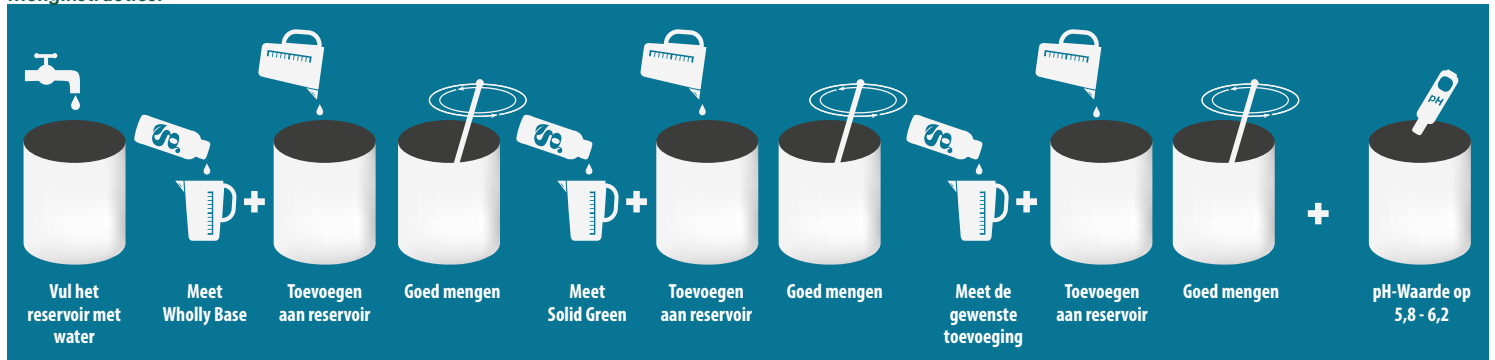 Menginstructies:
Vul het
reservoir met
water
Meet
Wholly Base
Toevoegen
aan reservoir
Goed mengen
Meet
Solid Green
Toevoegen
aan reservoir
Goed mengen
Meet de
gewenste
toevoeging
Toevoegen
aan reservoir
Goed mengen
pH
pH-Waarde op
5,8 - 6,2